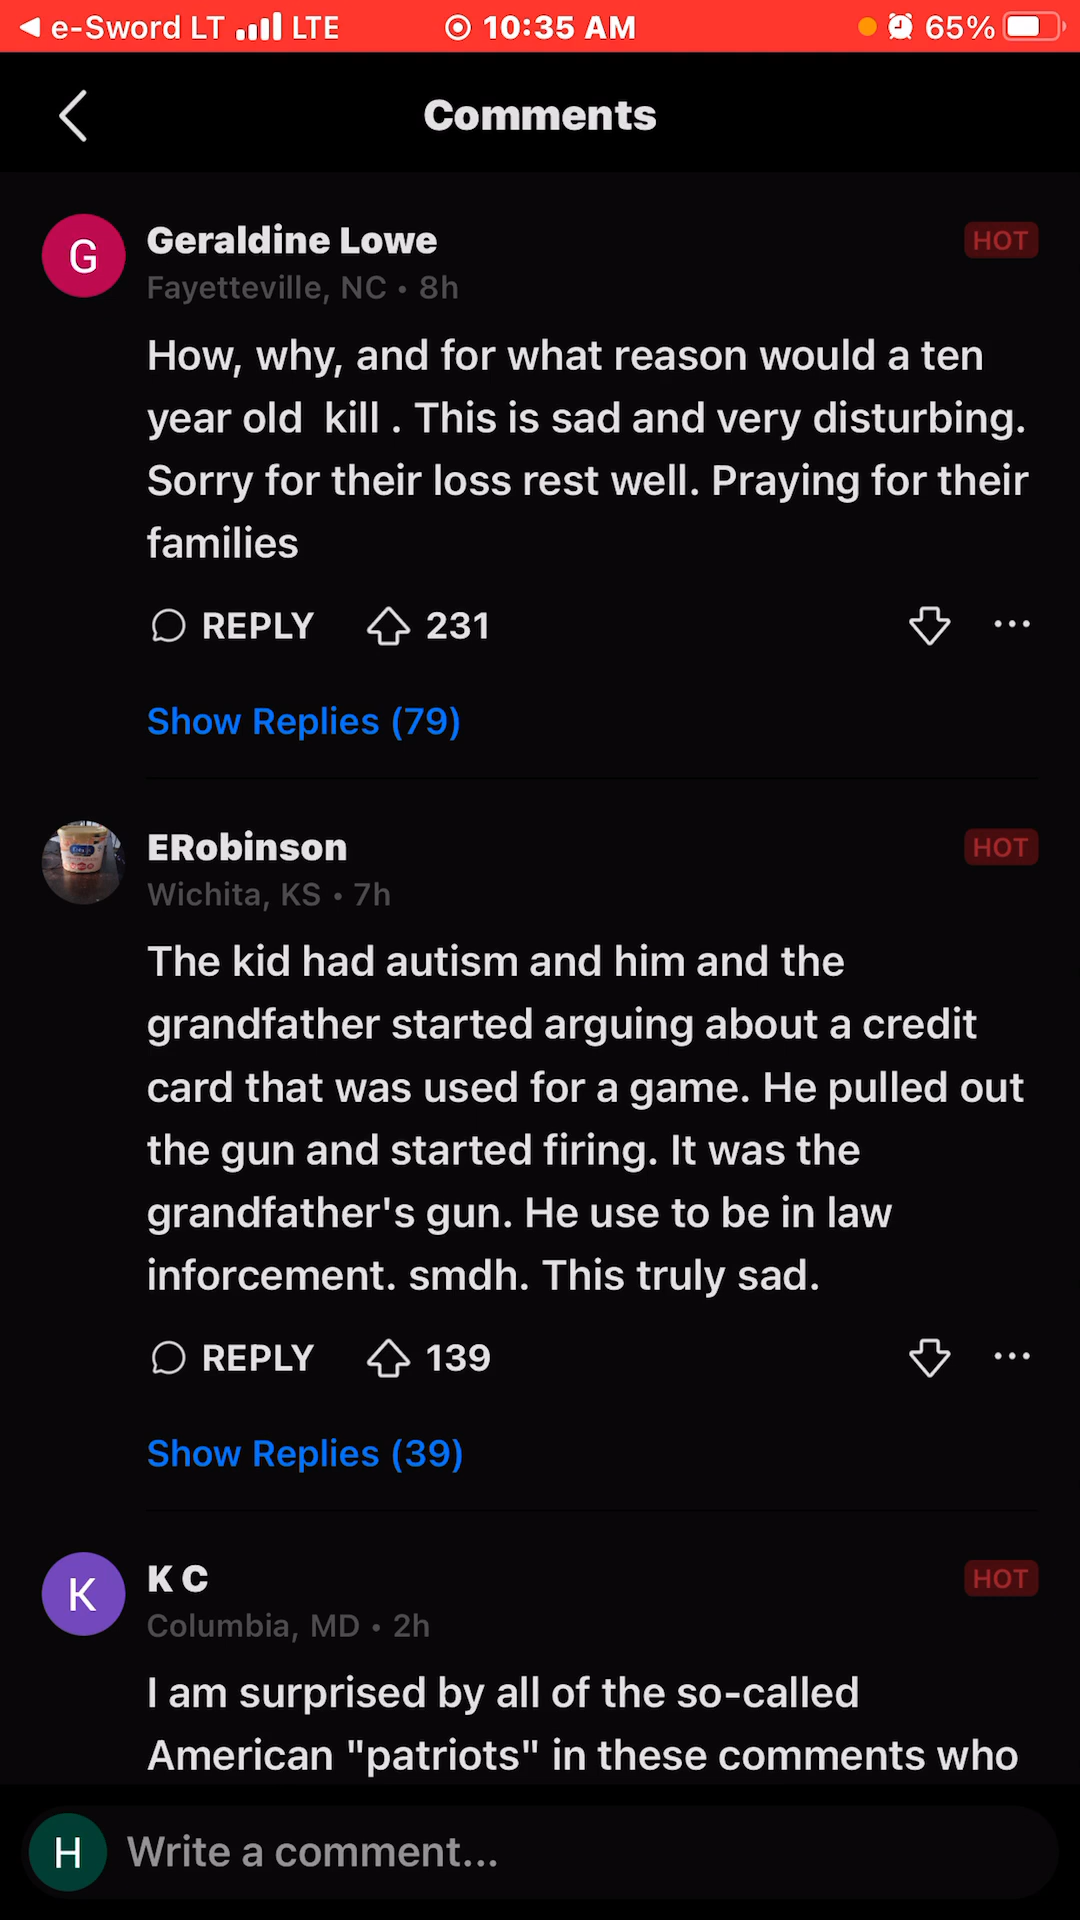 e-Sword LT LTE 10:35 AM 65%
Comments
G Geraldine Lowe HOT
Fayetteville, NC • 8h
How, why, and for what reason would a ten
year old kill . This is sad and very disturbing.
Sorry for their loss rest well. Praying for their
families
REPLY 231 ...
Show Replies (79)
ERobinson HOT
Wichita, KS • 7h
The kid had autism and him and the
grandfather started arguing about a credit
card that was used for a game. He pulled out
the gun and started firing. It was the
grandfather's gun. He use to be in law
inforcement. smdh. This truly sad.
REPLY 139 ...
Show Replies (39)
K K C HOT
Columbia, MD • 2h
I am surprised by all of the so-called
American "patriots" in these comments who
H Write a comment...